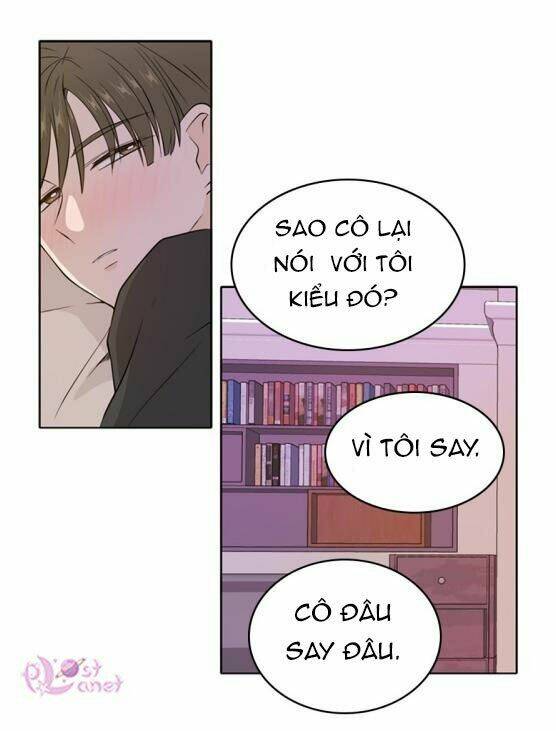 SAO CÔ LẠI
NÓI VỚI TÔI
KIỂU ĐÓ?
VÌ TÔI SAY.
CÔ ĐÂU
SAY ĐÂU.
Lost
Planet